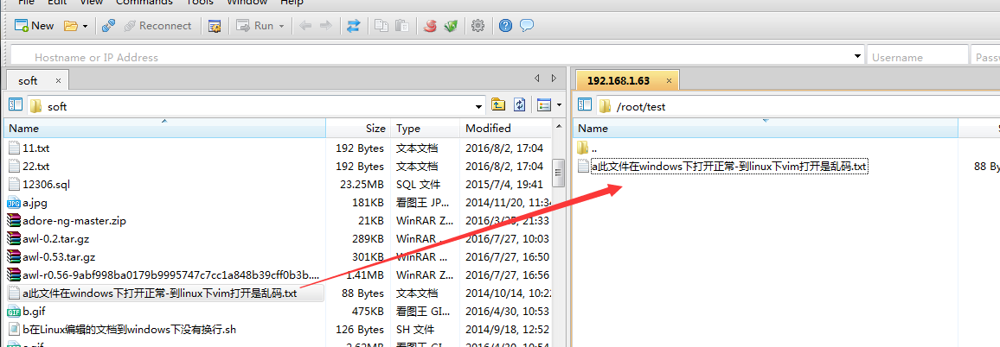 File Edit View Commands Tools Window Help
New Reconnect Run
Hostname or IP Address Username Passw
soft 192.168.1.63
soft /root/test
Name Size Type Modified Name S
11.txt 192 Bytes 文本文档 2016/8/2, 17:04 ..
22.txt 192 Bytes 文本文档 2016/8/2, 17:04 a此文件在windows下打开正常-到linux下vim打开是乱码.txt 88 By
12306.sql 23.25MB SQL 文件 2015/7/4, 19:41
a.jpg 181KB 看图王 JP... 2014/11/20, 11:34
adore-ng-master.zip 21KB WinRAR Z... 2016/3/25, 21:33
awl-0.2.tar.gz 289KB WinRAR ... 2016/7/27, 10:03
awl-0.53.tar.gz 301KB WinRAR ... 2016/7/27, 16:50
awl-r0.56-9abf998ba0179b9995747c7cc1a848b39cff0b3b.... 1.41MB WinRAR ... 2016/7/27, 16:56
a此文件在windows下打开正常-到linux下vim打开是乱码.txt 88 Bytes 文本文档 2014/10/14, 10:22
b.gif 475KB 看图王 GI... 2016/4/30, 10:53
b在Linux编辑的文档到windows下没有换行.sh 126 Bytes SH 文件 2014/9/18, 12:52
2.62MB 看图王 GI... 2016/4/30, 10:54